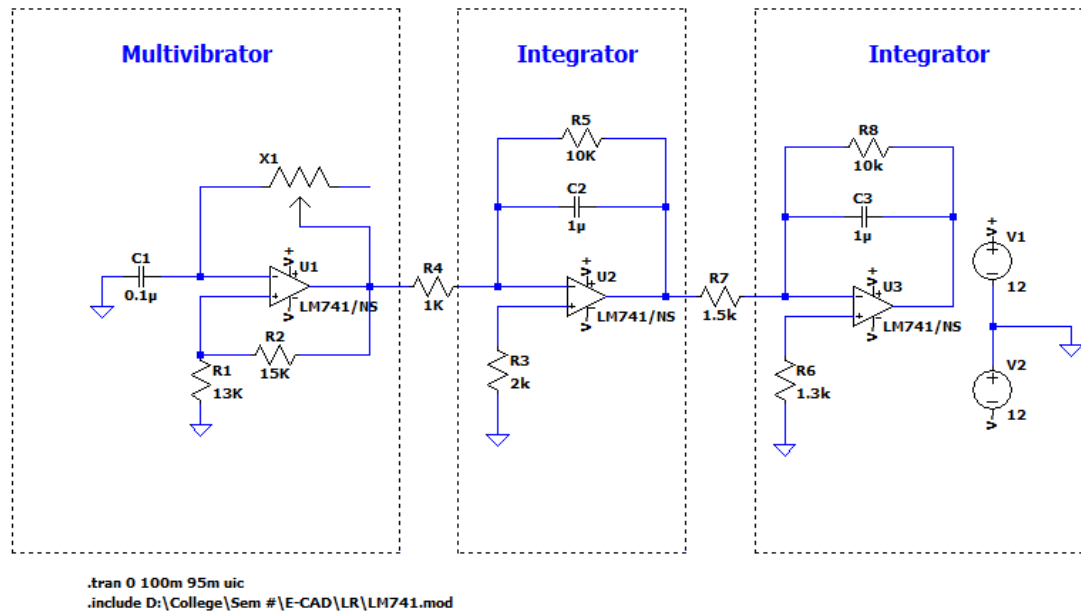 Multivibrator
Integrator
Integrator
X1
C1
0.1µ
V+
U1
LM741/NS
V-
R2
15K
R1
13K
R4
1K
R5
10K
C2
1µ
U2
LM741/NS
V+
V-
R3
2k
R7
1.5k
R8
10k
C3
1µ
V+
U3
LM741/NS
V-
R6
1.3k
V+
V1
12
V2
12
V-
.tran 0 100m 95m uic
.include D:\College\Sem #\E-CAD\LR\LM741.mod